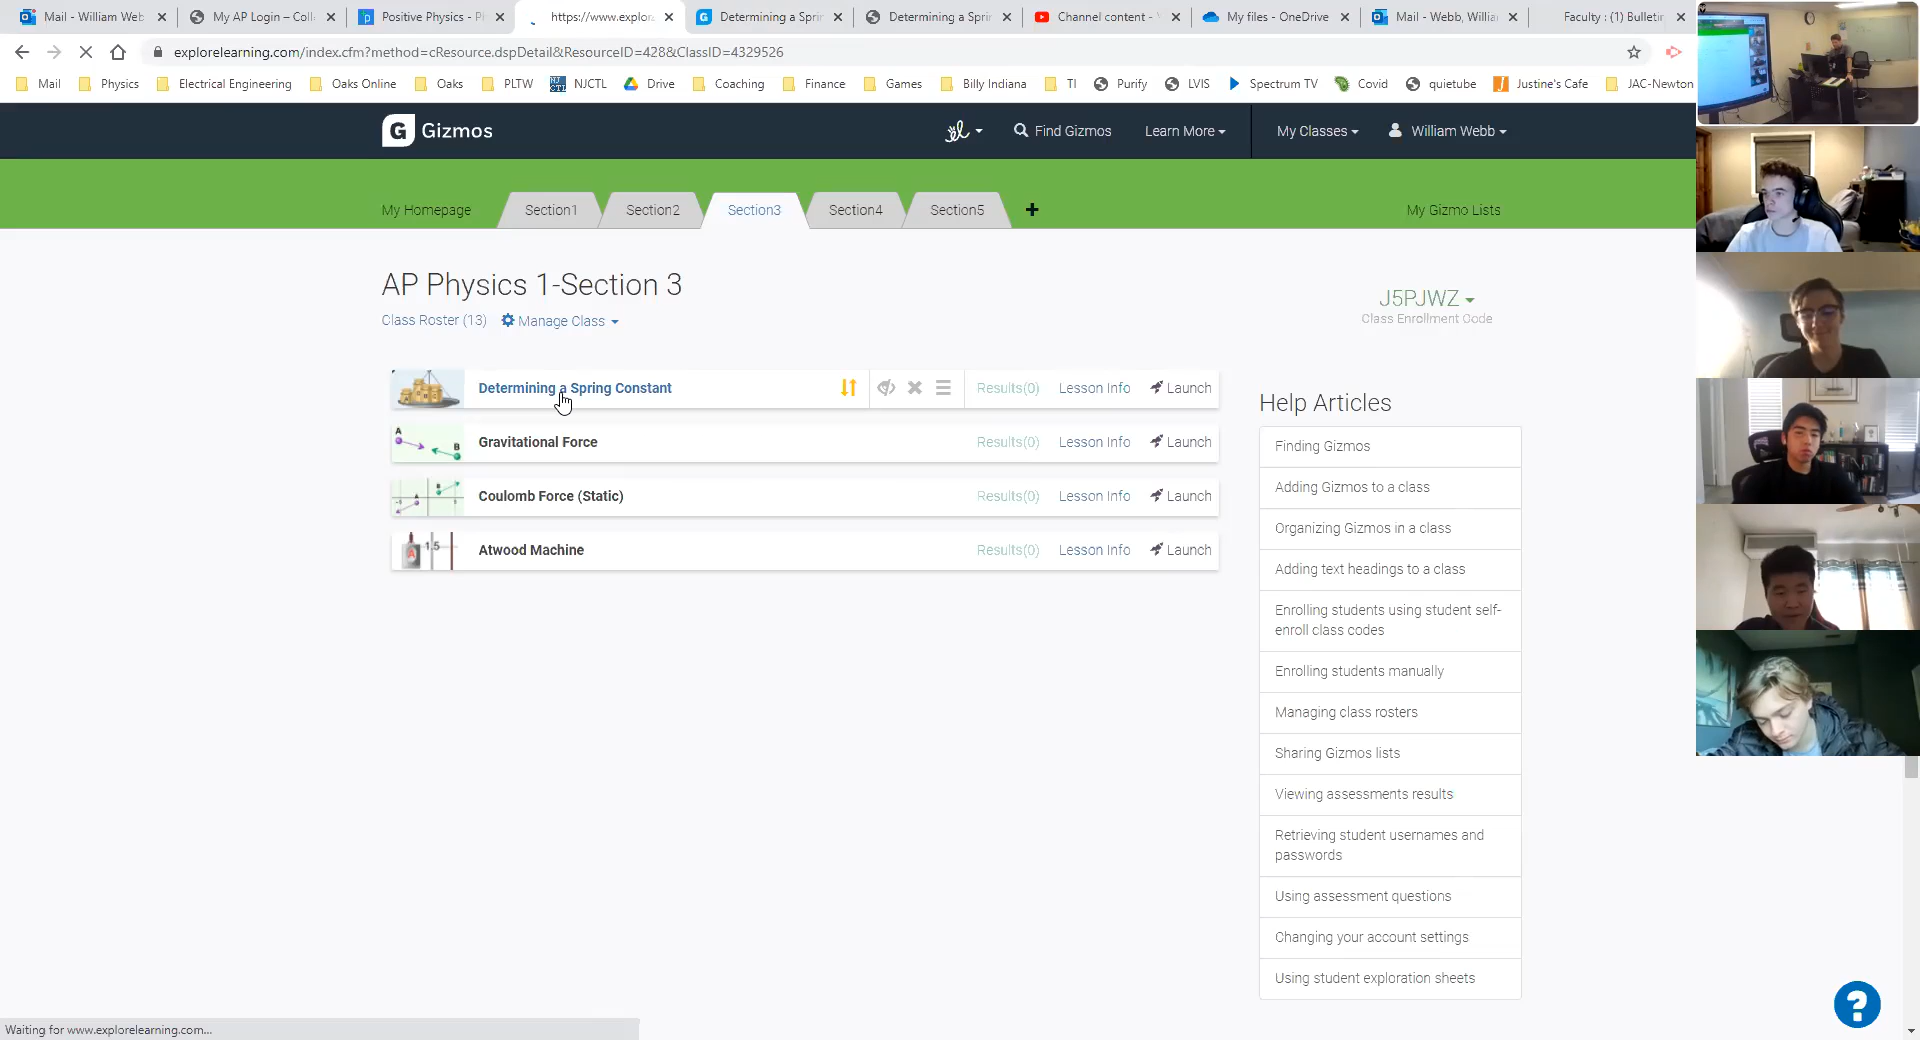 Mail - William Web
My AP Login – Coll
Positive Physics - P
https://www.explora
Determining a Sprin
Determining a Sprin
Channel content -
My files - OneDrive
Mail - Webb, Willia
Faculty : (1) Bulletin
explorelearning.com/index.cfm?method=cResource.dspDetail&ResourceID=428&ClassID=4329526
Mail Physics Electrical Engineering Oaks Online Oaks PLTW NJCTL Drive Coaching Finance Games Billy Indiana TI Purify LVIS Spectrum TV Covid quietube Justine's Cafe JAC-Newton
G Gizmos
Find Gizmos
Learn More
My Classes
William Webb
My Homepage
Section1
Section2
Section3
Section4
Section5
+
My Gizmo Lists
AP Physics 1-Section 3
Class Roster (13)
Manage Class
J5PJWZ
Class Enrollment Code
Determining a Spring Constant
Results(0) Lesson Info Launch
A
B
Gravitational Force
Results(0) Lesson Info Launch
Coulomb Force (Static)
Results(0) Lesson Info Launch
A
1.5
Atwood Machine
Results(0) Lesson Info Launch
Help Articles
Finding Gizmos
Adding Gizmos to a class
Organizing Gizmos in a class
Adding text headings to a class
Enrolling students using student self-
enroll class codes
Enrolling students manually
Managing class rosters
Sharing Gizmos lists
Viewing assessments results
Retrieving student usernames and
passwords
Using assessment questions
Changing your account settings
Using student exploration sheets
?
Waiting for www.explorelearning.com...